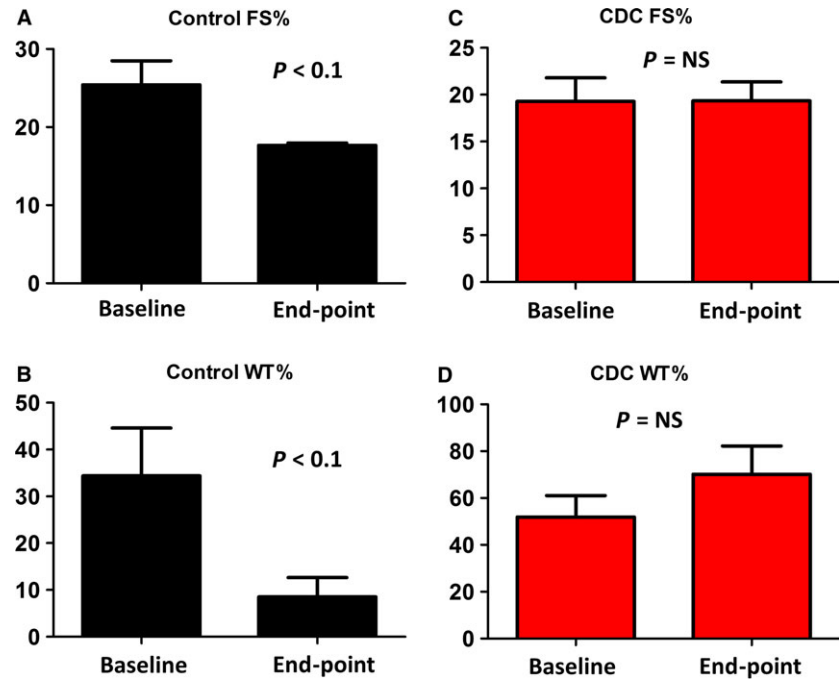 A
Control FS%
P < 0.1
30
20
10
0
Baseline
End-point
C
CDC FS%
P = NS
25
20
15
10
5
0
Baseline
End-point
B
Control WT%
P < 0.1
50
40
30
20
10
0
Baseline
End-point
D
CDC WT%
P = NS
100
80
60
40
20
0
Baseline
End-point